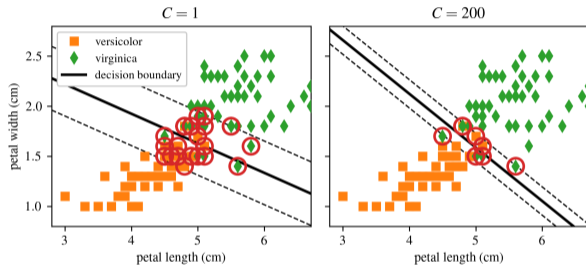 C = 1
C = 200
versicolor
virginica
decision boundary
petal width (cm)
2.5
2.0
1.5
1.0
3
4
5
6
3
4
5
6
petal length (cm)
petal length (cm)